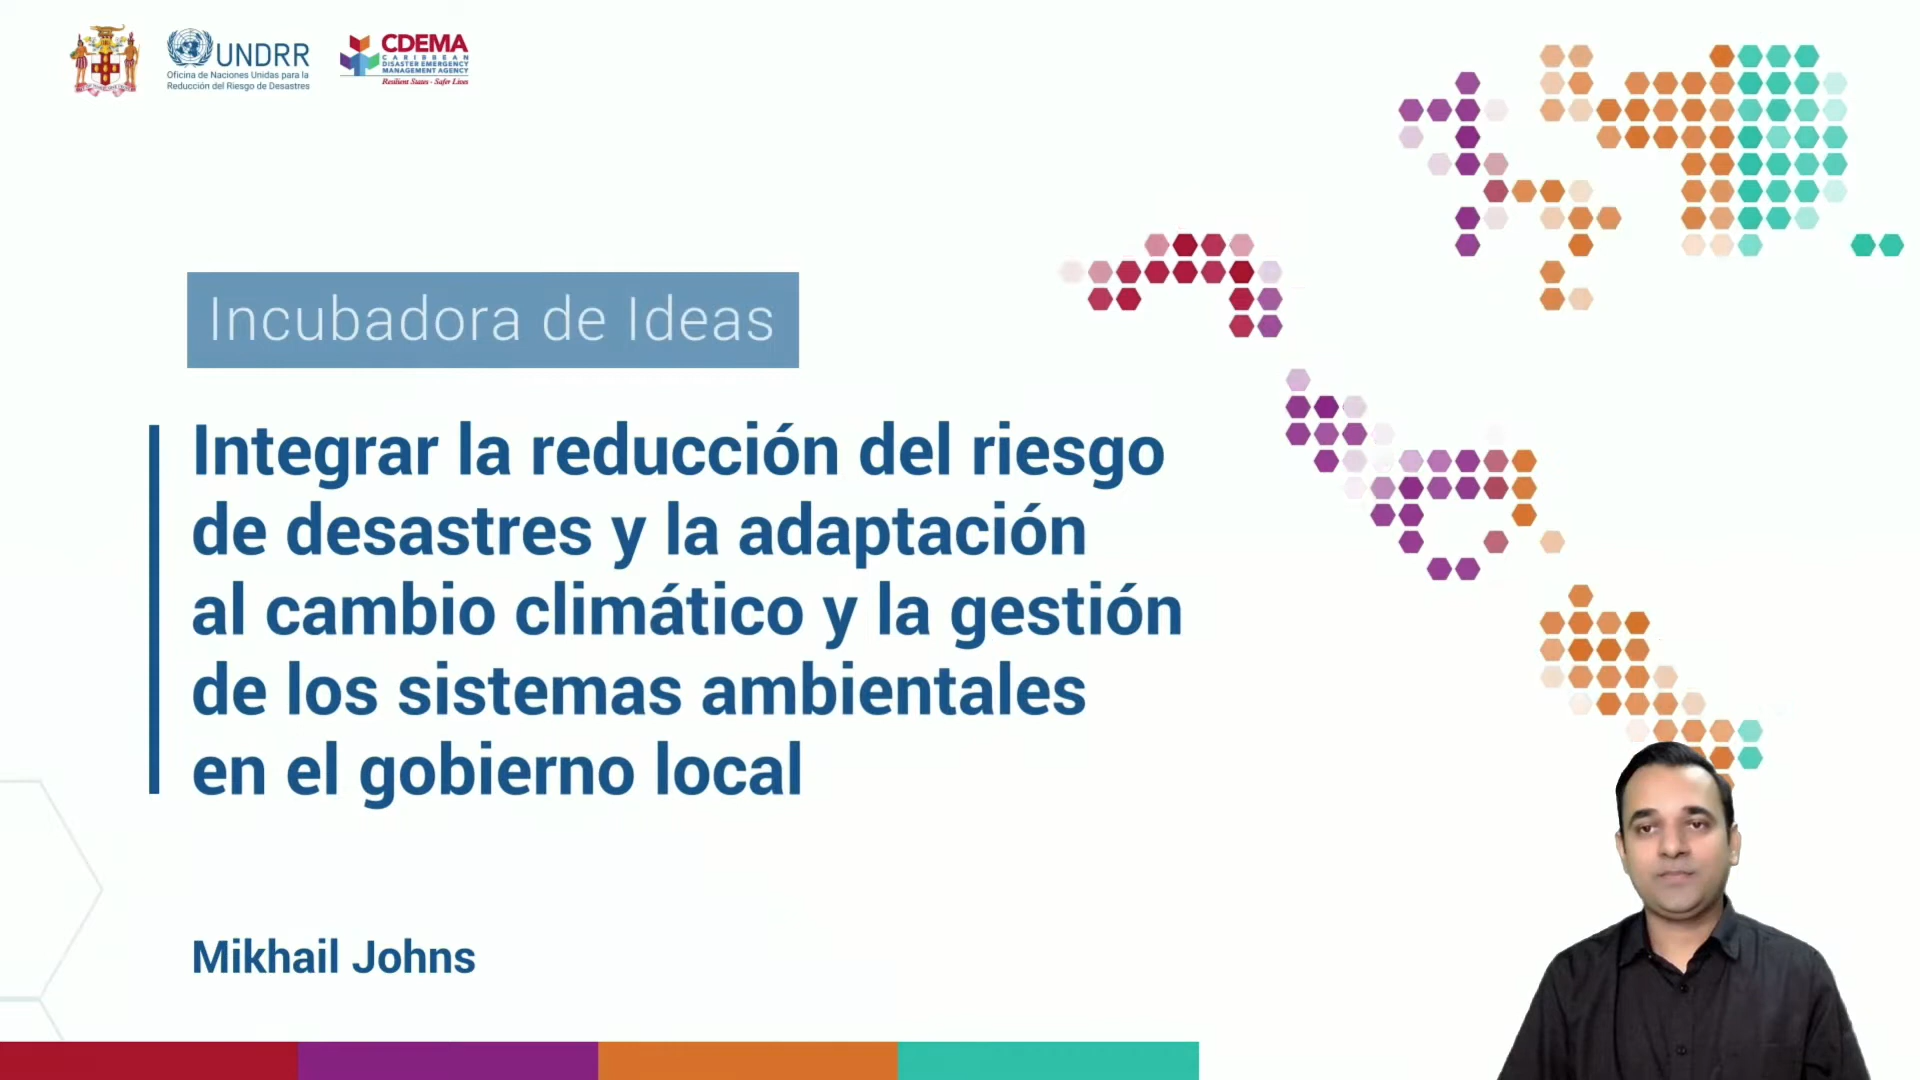 UNDRR
Oficina de Naciones Unidas para la
Reducción del Riesgo de Desastres
CDEMA
CARIBBEAN
DISASTER EMERGENCY
MANAGEMENT AGENCY
Resilient States - Safer Lives
Incubadora de Ideas
Integrar la reducción del riesgo
de desastres y la adaptación
al cambio climático y la gestión
de los sistemas ambientales
en el gobierno local
Mikhail Johns